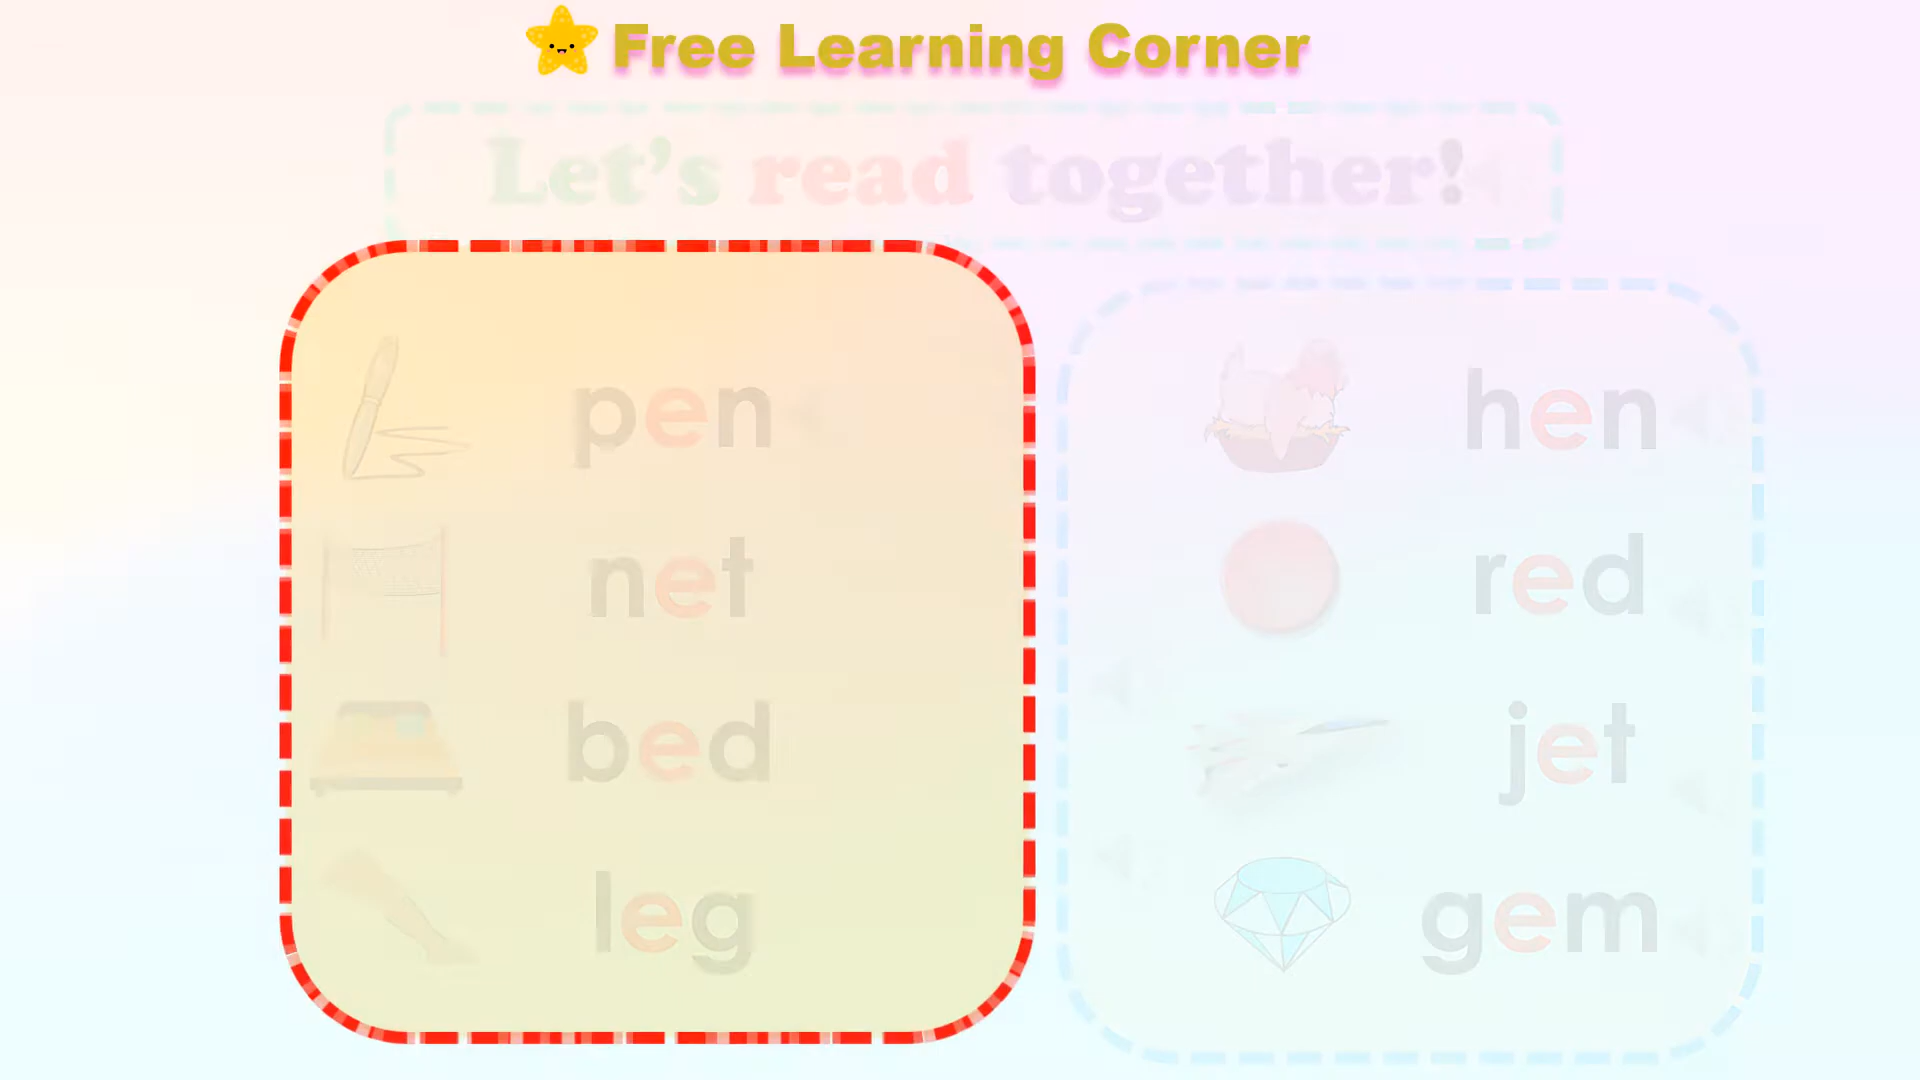 Free Learning Corner
Let's read together!
pen
net
bed
leg
hen
red
jet
gem